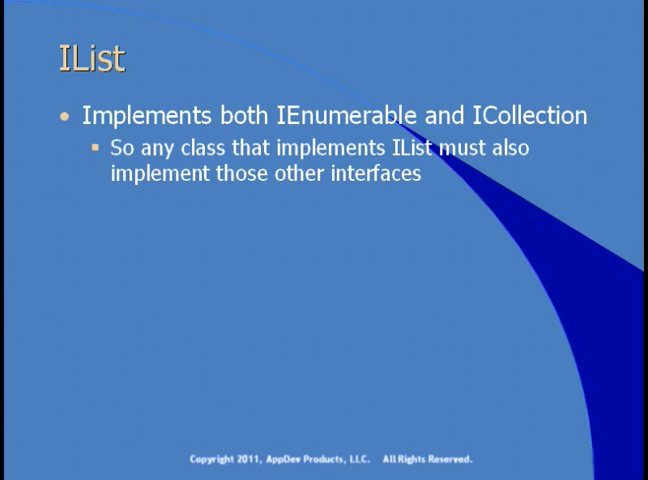 IList
• Implements both IEnumerable and ICollection
▪ So any class that implements IList must also
implement those other interfaces
Copyright 2011, AppDev Products, LLC. All Rights Reserved.